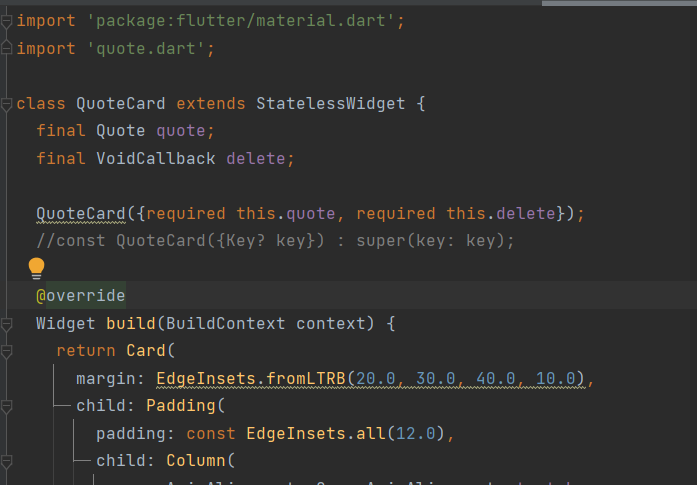 import 'package:flutter/material.dart';
import 'quote.dart';
class QuoteCard extends StatelessWidget {
final Quote quote;
final VoidCallback delete;
QuoteCard({required this.quote, required this.delete});
//const QuoteCard({Key? key}) : super(key: key);
@override
Widget build(BuildContext context) {
return Card(
margin: EdgeInsets.fromLTRB(20.0, 30.0, 40.0, 10.0),
child: Padding(
padding: const EdgeInsets.all(12.0),
child: Column(